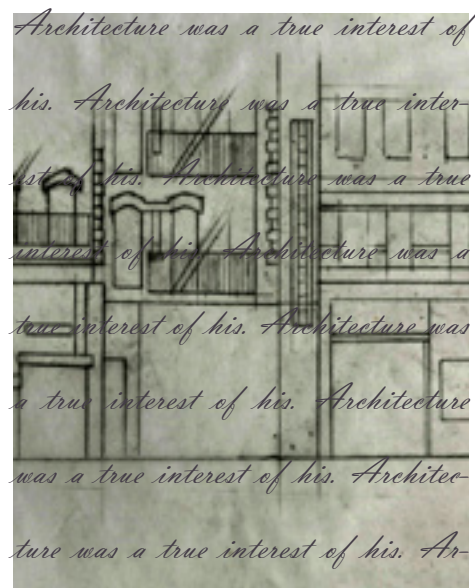 Architecture was a true interest of
his. Architecture was a true inter-
est of his. Architecture was a true
interest of his. Architecture was a
true interest of his. Architecture was
a true interest of his. Architecture
was a true interest of his. Architec-
ture was a true interest of his. Ar-